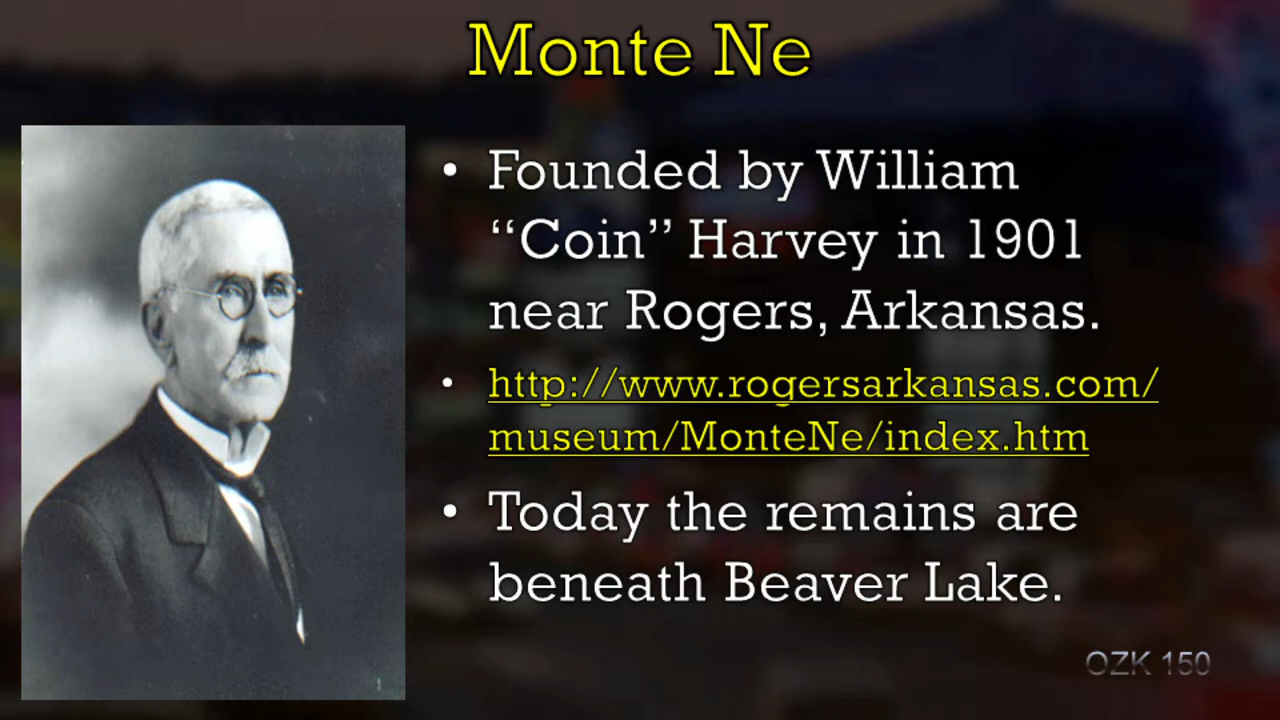 Monte Ne
• Founded by William
“Coin” Harvey in 1901
near Rogers, Arkansas.
• http://www.rogersarkansas.com/
museum/MonteNe/index.htm
• Today the remains are
beneath Beaver Lake.
OZK 150